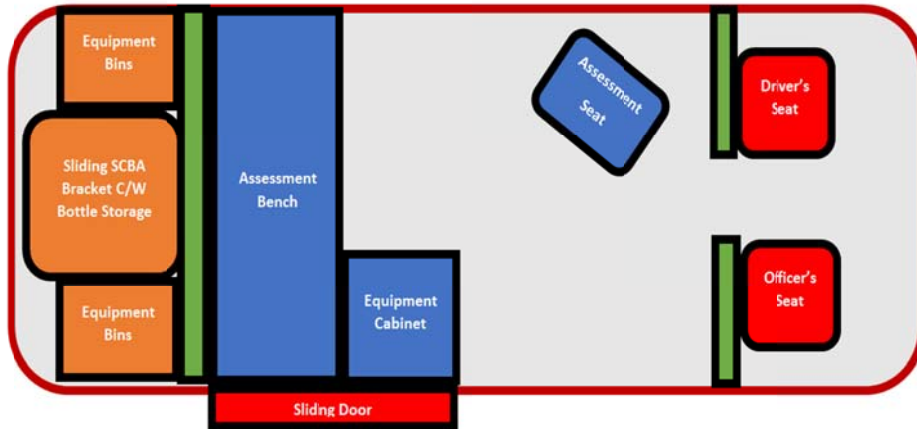 Equipment
Bins
Sliding SCBA
Bracket C/W
Bottle Storage
Equipment
Bins
Assessment
Bench
Equipment
Cabinet
Sliding Door
Assessment
Seat
Driver's
Seat
Officer's
Seat